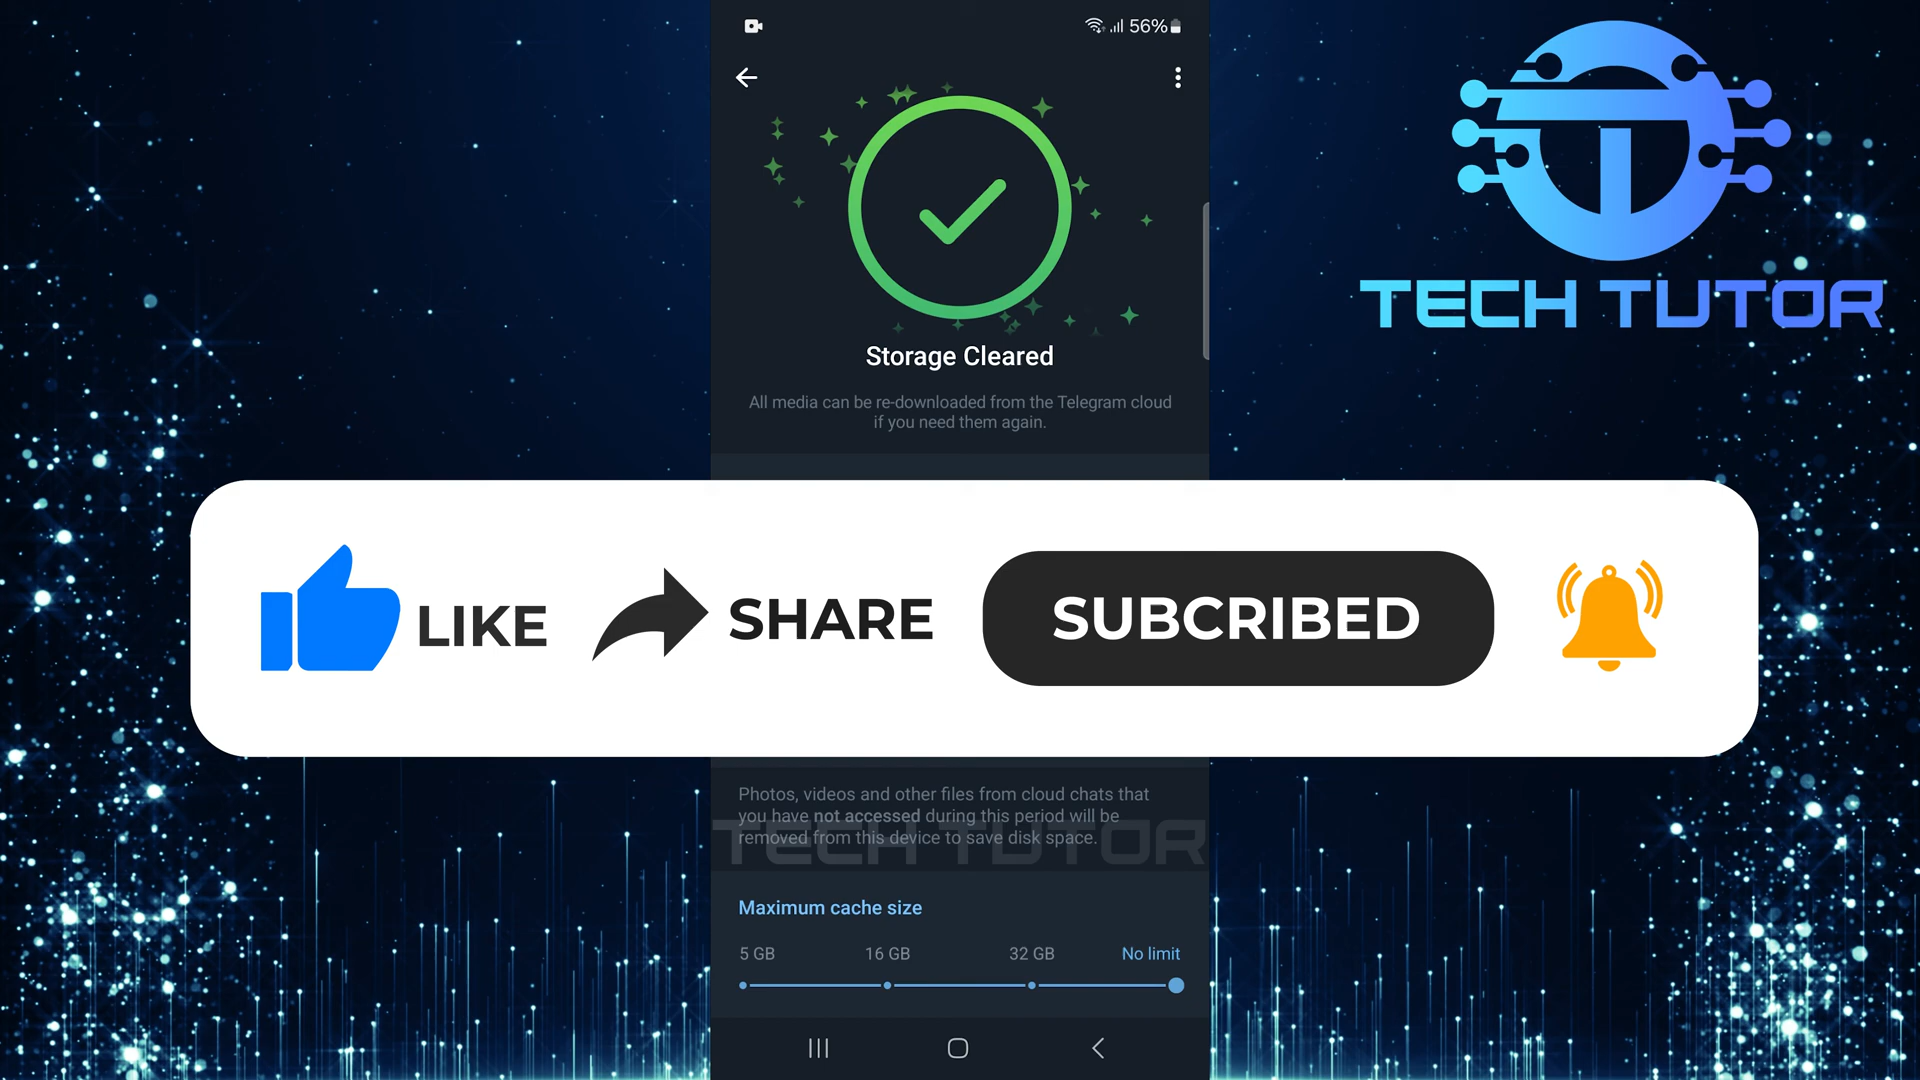 56%
TECH TUTOR
Storage Cleared
All media can be re-downloaded from the Telegram cloud
if you need them again.
LIKE
SHARE
SUBCRIBED
Photos, videos and other files from cloud chats that
you have not accessed during this period will be
removed from this device to save disk space.
TECH TUTOR
Maximum cache size
5 GB
16 GB
32 GB
No limit